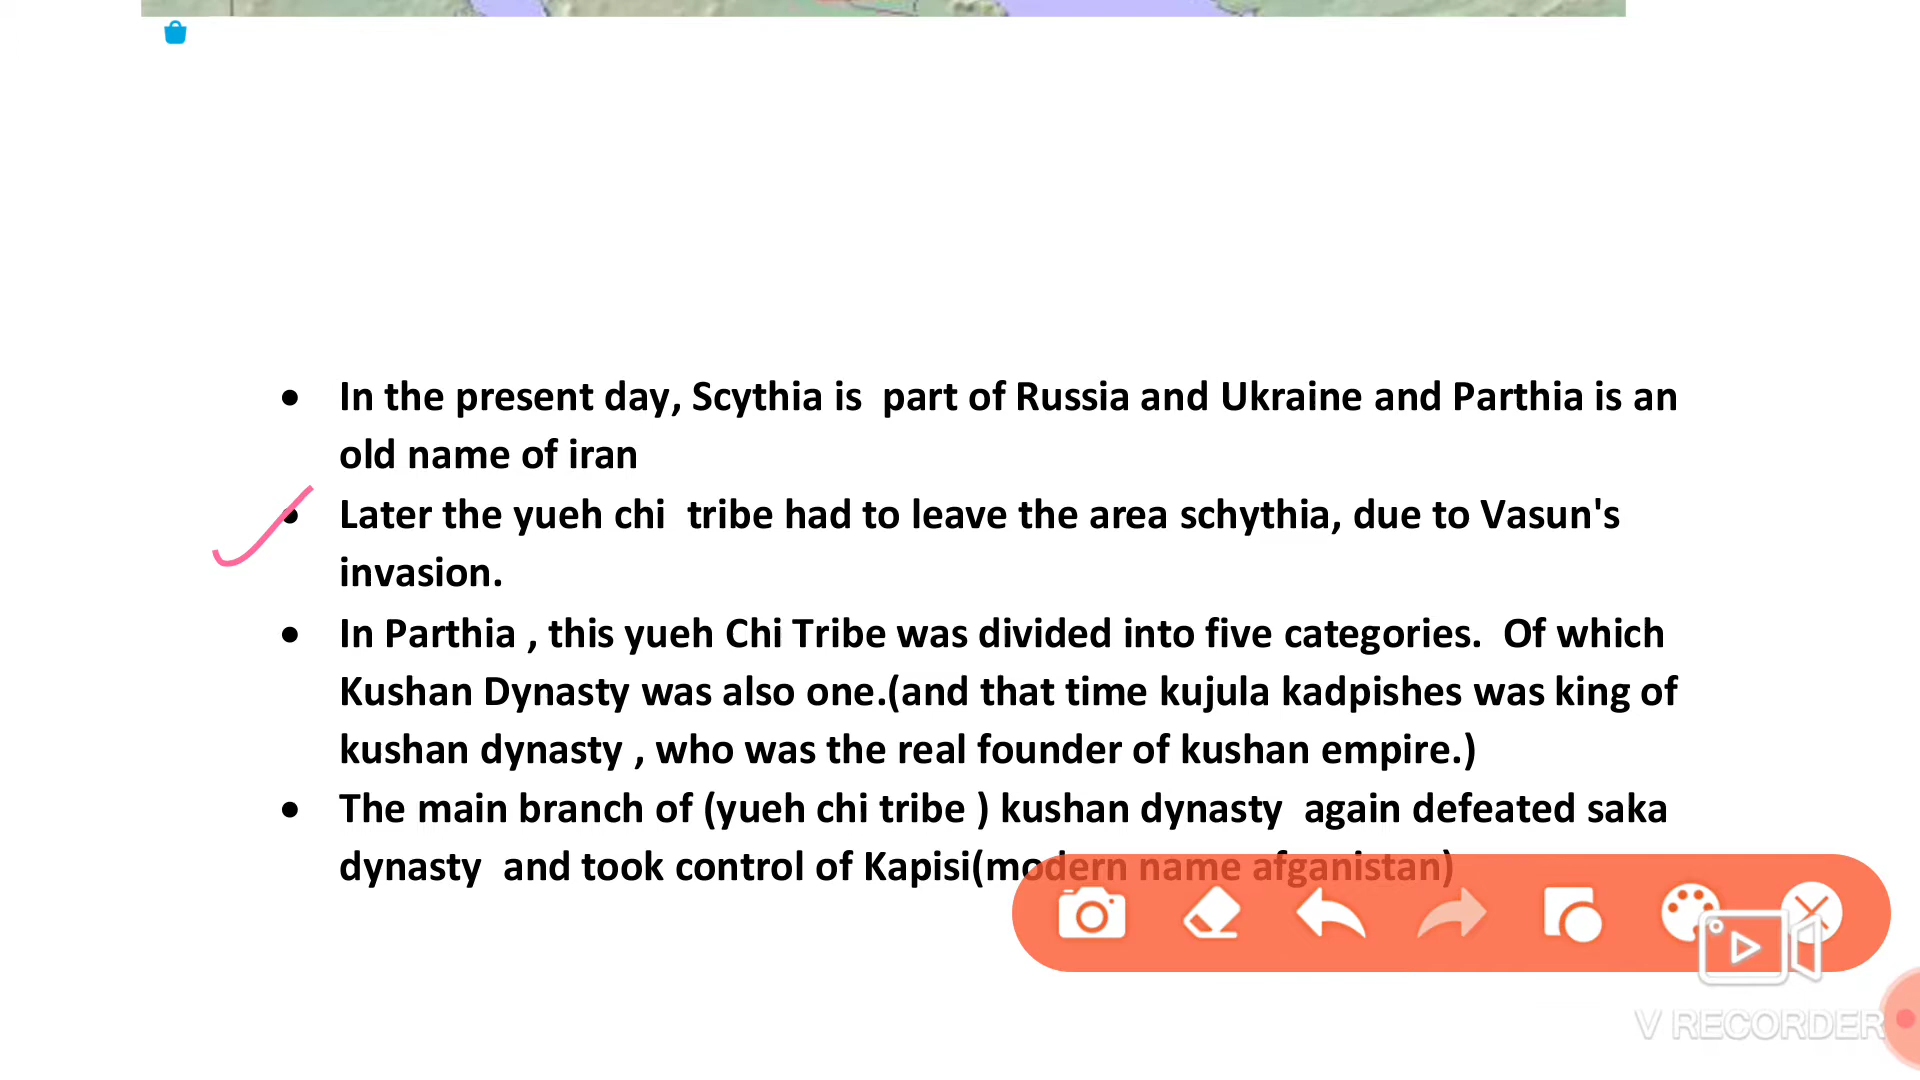 • In the present day, Scythia is part of Russia and Ukraine and Parthia is an
old name of iran
• Later the yueh chi tribe had to leave the area schythia, due to Vasun's
invasion.
• In Parthia , this yueh Chi Tribe was divided into five categories. Of which
Kushan Dynasty was also one.(and that time kujula kadpishes was king of
kushan dynasty , who was the real founder of kushan empire.)
• The main branch of (yueh chi tribe ) kushan dynasty again defeated saka
dynasty and took control of Kapisi(modern name afganistan)
V RECORDER